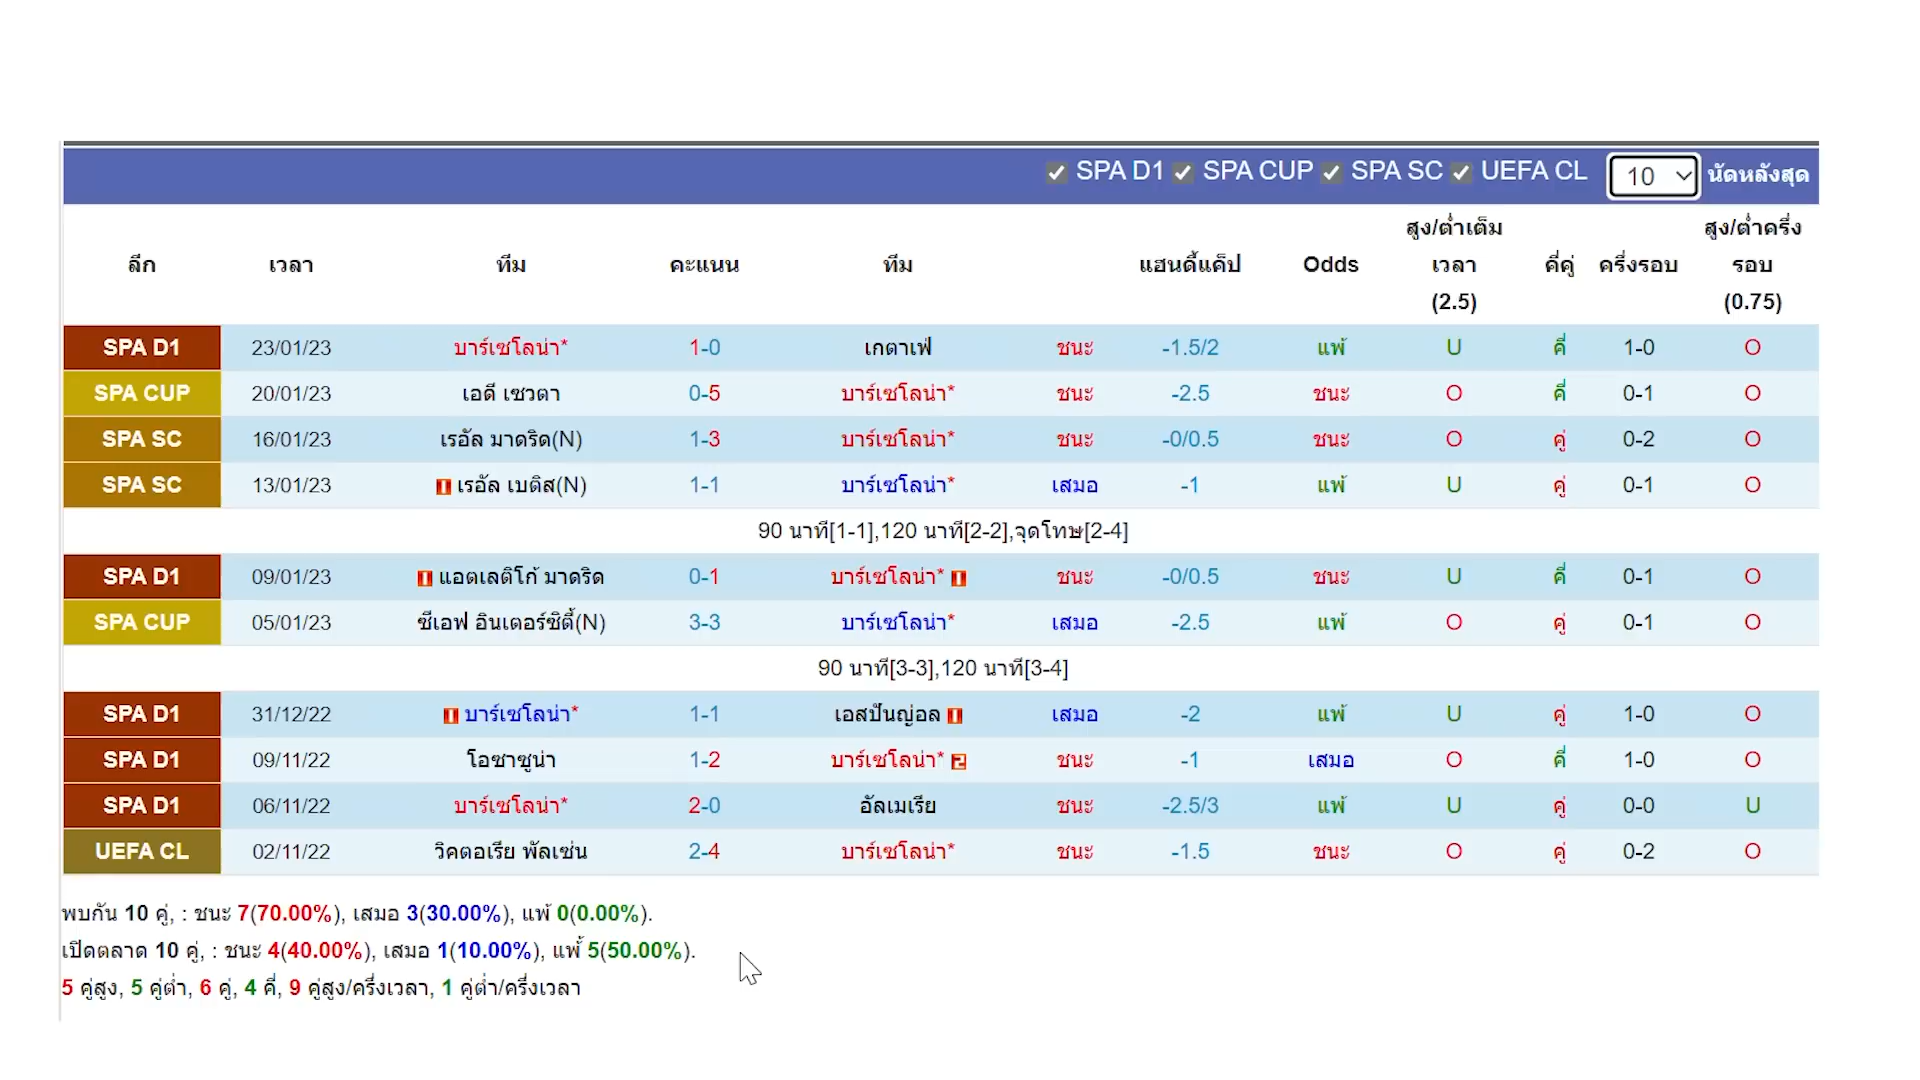 SPA D1 SPA CUP SPA SC UEFA CL 10 นัดหลังสุด
ลีก เวลา ทีม คะแนน ทีม แฮนดี้แค็ป Odds สูง/ต่ำเต็มเวลา (2.5) คี่คู่ ครึ่งรอบ สูง/ต่ำครึ่งรอบ (0.75)
SPA D1 23/01/23 บาร์เซโลน่า* 1-0 เกตาเฟ่ ชนะ -1.5/2 แพ้ U คี่ 1-0 O
SPA CUP 20/01/23 เอดี เซวตา 0-5 บาร์เซโลน่า* ชนะ -2.5 ชนะ O คี่ 0-1 O
SPA SC 16/01/23 เรอัล มาดริด(N) 1-3 บาร์เซโลน่า* ชนะ -0/0.5 ชนะ O คู่ 0-2 O
SPA SC 13/01/23 1 เรอัล เบติส(N) 1-1 บาร์เซโลน่า* เสมอ -1 แพ้ U คู่ 0-1 O
90 นาที[1-1],120 นาที[2-2],จุดโทษ[2-4]
SPA D1 09/01/23 1 แอตเลติโก้ มาดริด 0-1 บาร์เซโลน่า* 1 ชนะ -0/0.5 ชนะ U คี่ 0-1 O
SPA CUP 05/01/23 ซีเอฟ อินเตอร์ซิตี้(N) 3-3 บาร์เซโลน่า* เสมอ -2.5 แพ้ O คู่ 0-1 O
90 นาที[3-3],120 นาที[3-4]
SPA D1 31/12/22 1 บาร์เซโลน่า* 1-1 เอสปันญ่อล 1 เสมอ -2 แพ้ U คู่ 1-0 O
SPA D1 09/11/22 โอซาซูน่า 1-2 บาร์เซโลน่า* 2 ชนะ -1 เสมอ O คี่ 1-0 O
SPA D1 06/11/22 บาร์เซโลน่า* 2-0 อัลเมเรีย ชนะ -2.5/3 แพ้ U คู่ 0-0 U
UEFA CL 02/11/22 วิคตอเรีย พัลเซ่น 2-4 บาร์เซโลน่า* ชนะ -1.5 ชนะ O คู่ 0-2 O
พบกัน 10 คู่, : ชนะ 7(70.00%), เสมอ 3(30.00%), แพ้ 0(0.00%).
เปิดตลาด 10 คู่, : ชนะ 4(40.00%), เสมอ 1(10.00%), แพ้ 5(50.00%).
5 คู่สูง, 5 คู่ต่ำ, 6 คู่, 4 คี่, 9 คู่สูง/ครึ่งเวลา, 1 คู่ต่ำ/ครึ่งเวลา